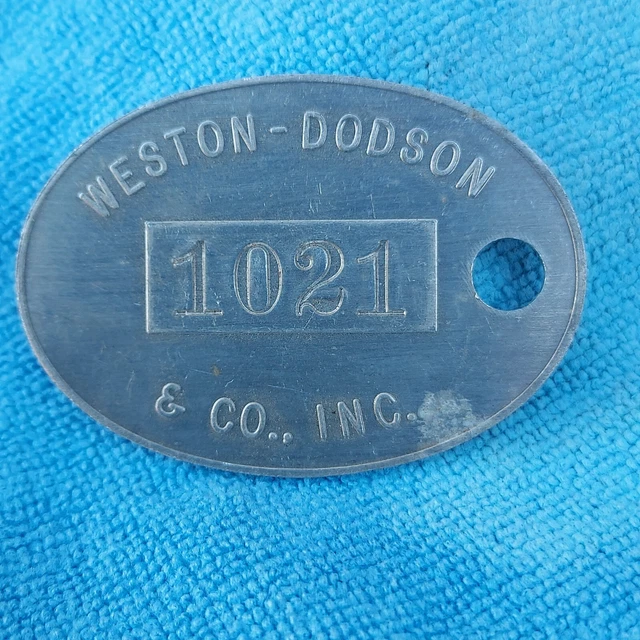 WESTON-DODSON
1021
& CO., INC.